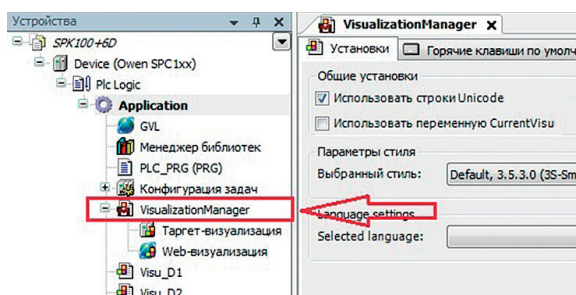 Устройства
SPK100+6D
Device (Owen SPC1xx)
Plc Logic
Application
GVL
Менеджер библиотек
PLC_PRG (PRG)
Конфигурация задач
VisualizationManager
Таргет-визуализация
Web-визуализация
Visu_D1
Visu_D2
VisualizationManager
Установки Горячие клавиши по умолч
Общие установки
Использовать строки Unicode
Использовать переменную CurrentVisu
Параметры стиля
Выбранный стиль: Default, 3.5.3.0 (3S-Sm
Language settings
Selected language: